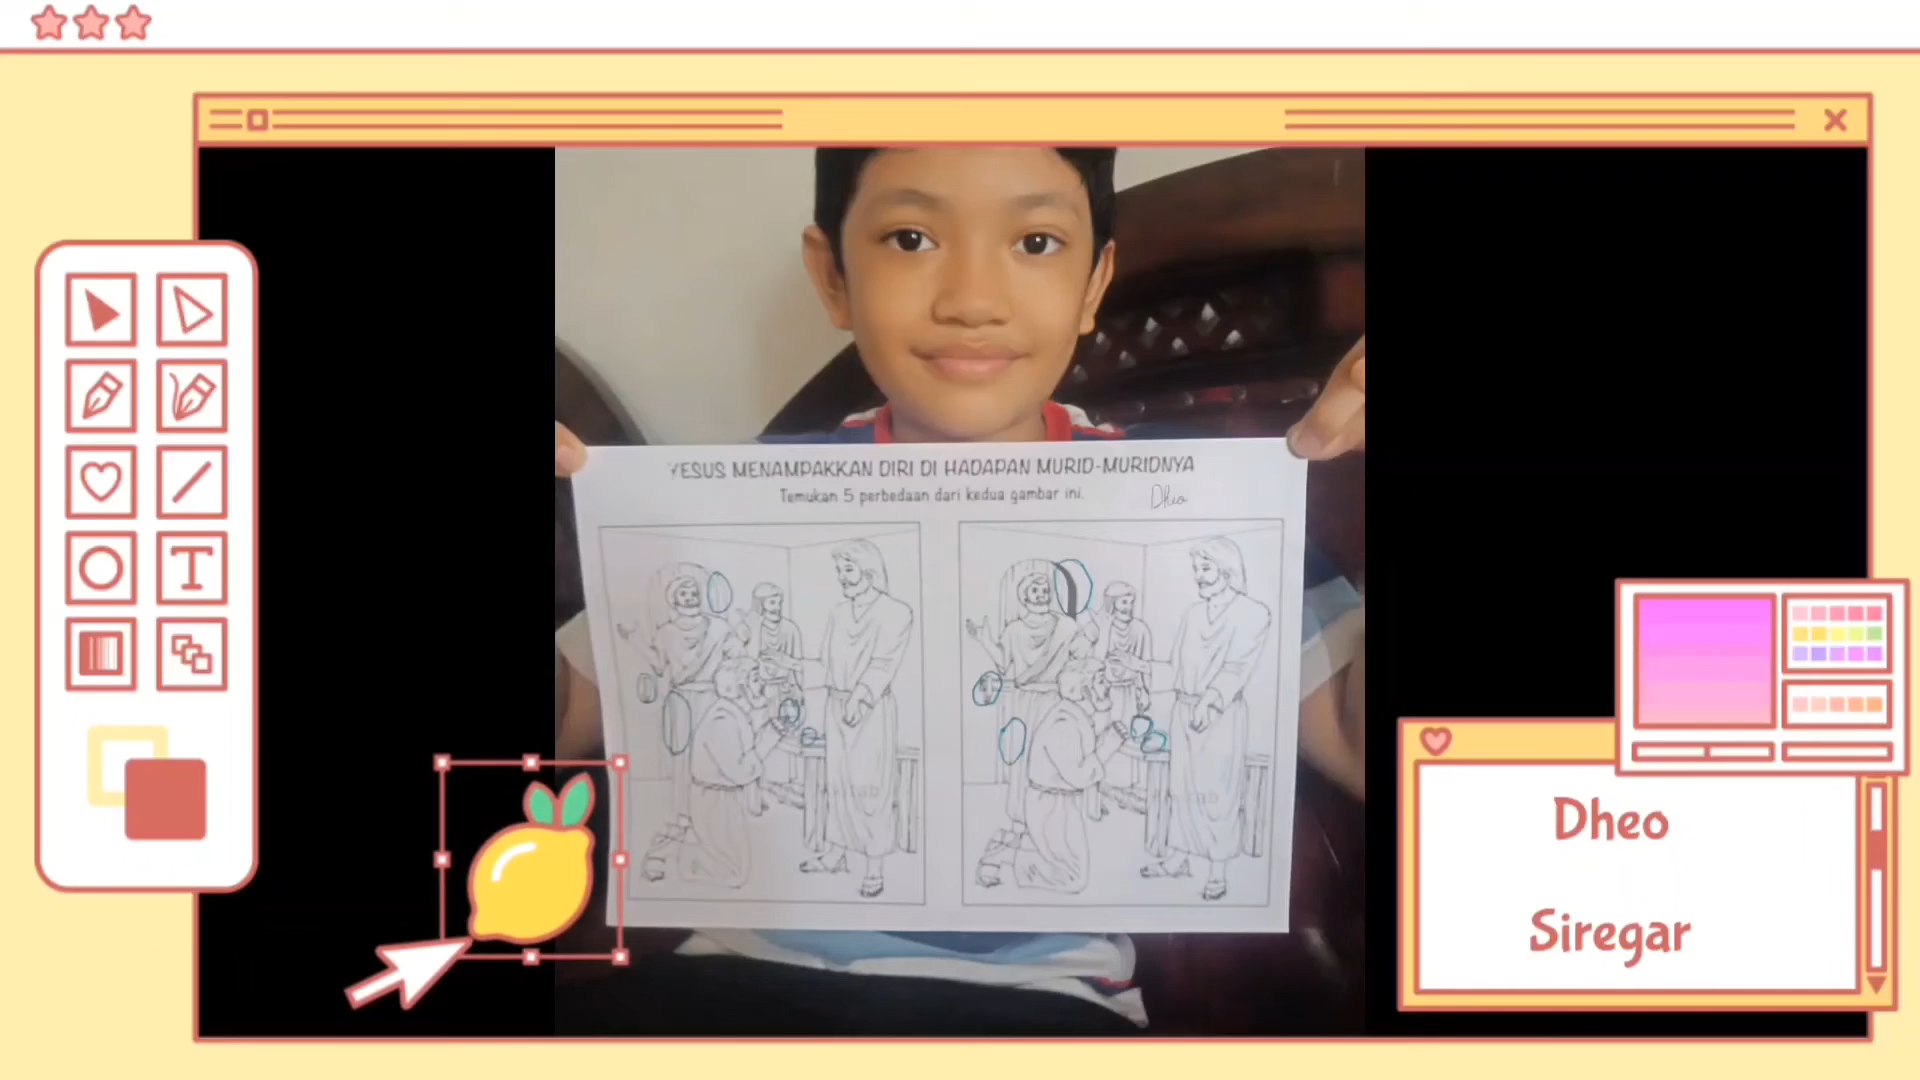 YESUS MENAMPAKKAN DIRI DI HADAPAN MURID-MURIDNYA
Temukan 5 perbedaan dari kedua gambar ini.
Dheo
Dheo
Siregar